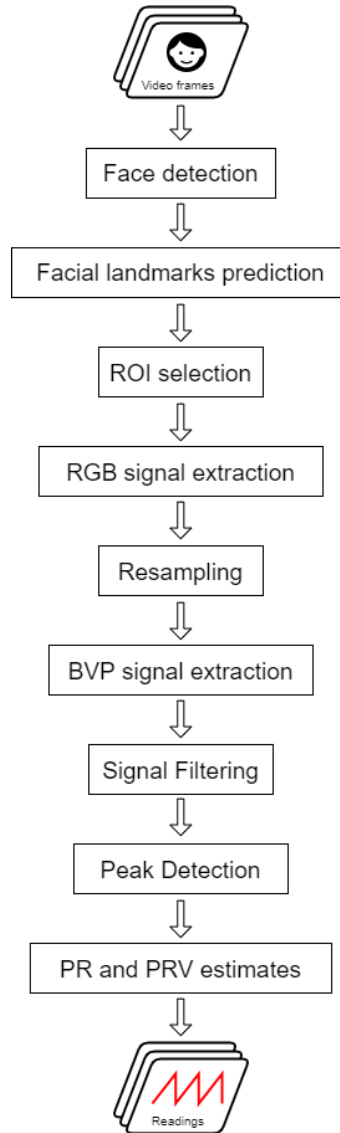 Video frames
Face detection
Facial landmarks prediction
ROI selection
RGB signal extraction
Resampling
BVP signal extraction
Signal Filtering
Peak Detection
PR and PRV estimates
Readings